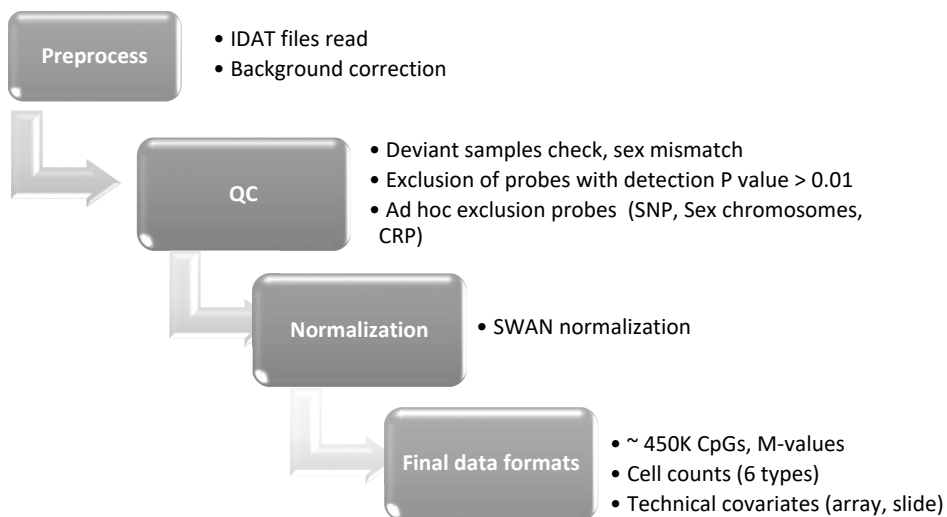 Preprocess
• IDAT files read
• Background correction
QC
• Deviant samples check, sex mismatch
• Exclusion of probes with detection P value > 0.01
• Ad hoc exclusion probes  (SNP, Sex chromosomes,
CRP)
Normalization
• SWAN normalization
Final data formats
• ~ 450K CpGs, M-values
• Cell counts (6 types)
• Technical covariates (array, slide)